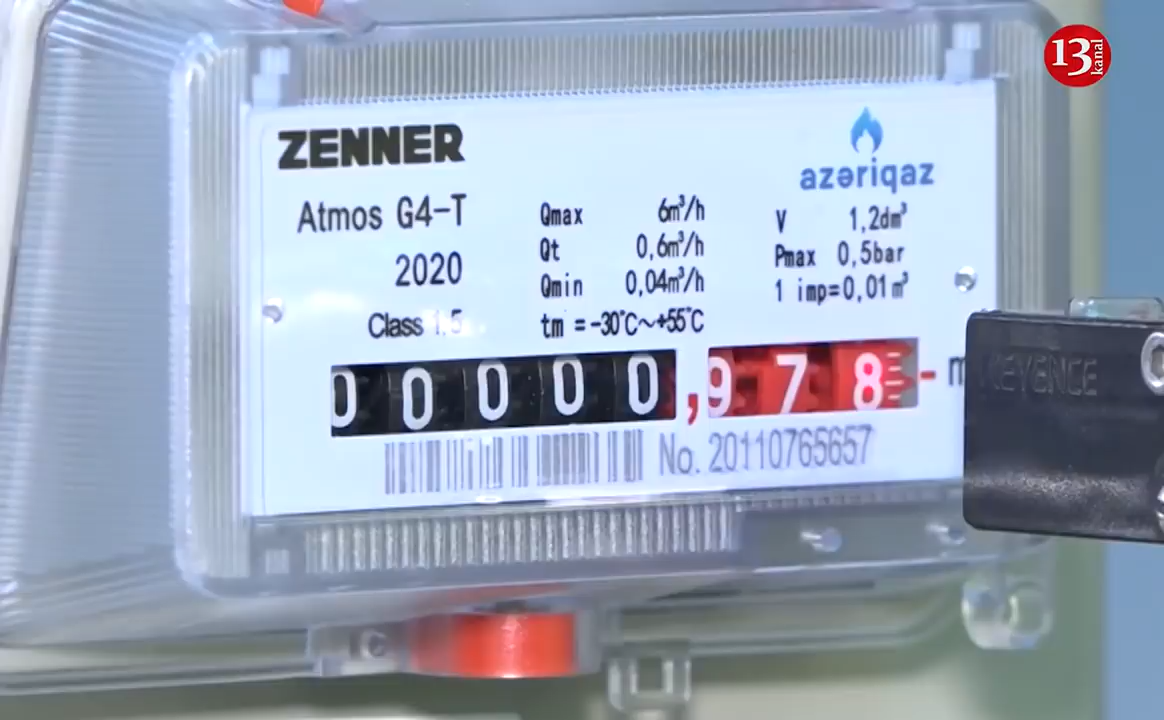 13 kanal
ZENNER
azəriqaz
Atmos G4-T
2020
Class 1,5
Qmax 6m³/h
Qt 0,6m³/h
Qmin 0,04m³/h
tm =-30°C~+55°C
V 1,2dm³
Pmax 0,5bar
1 imp=0,01m³
00000,978
No. 20110765657
KEYENCE